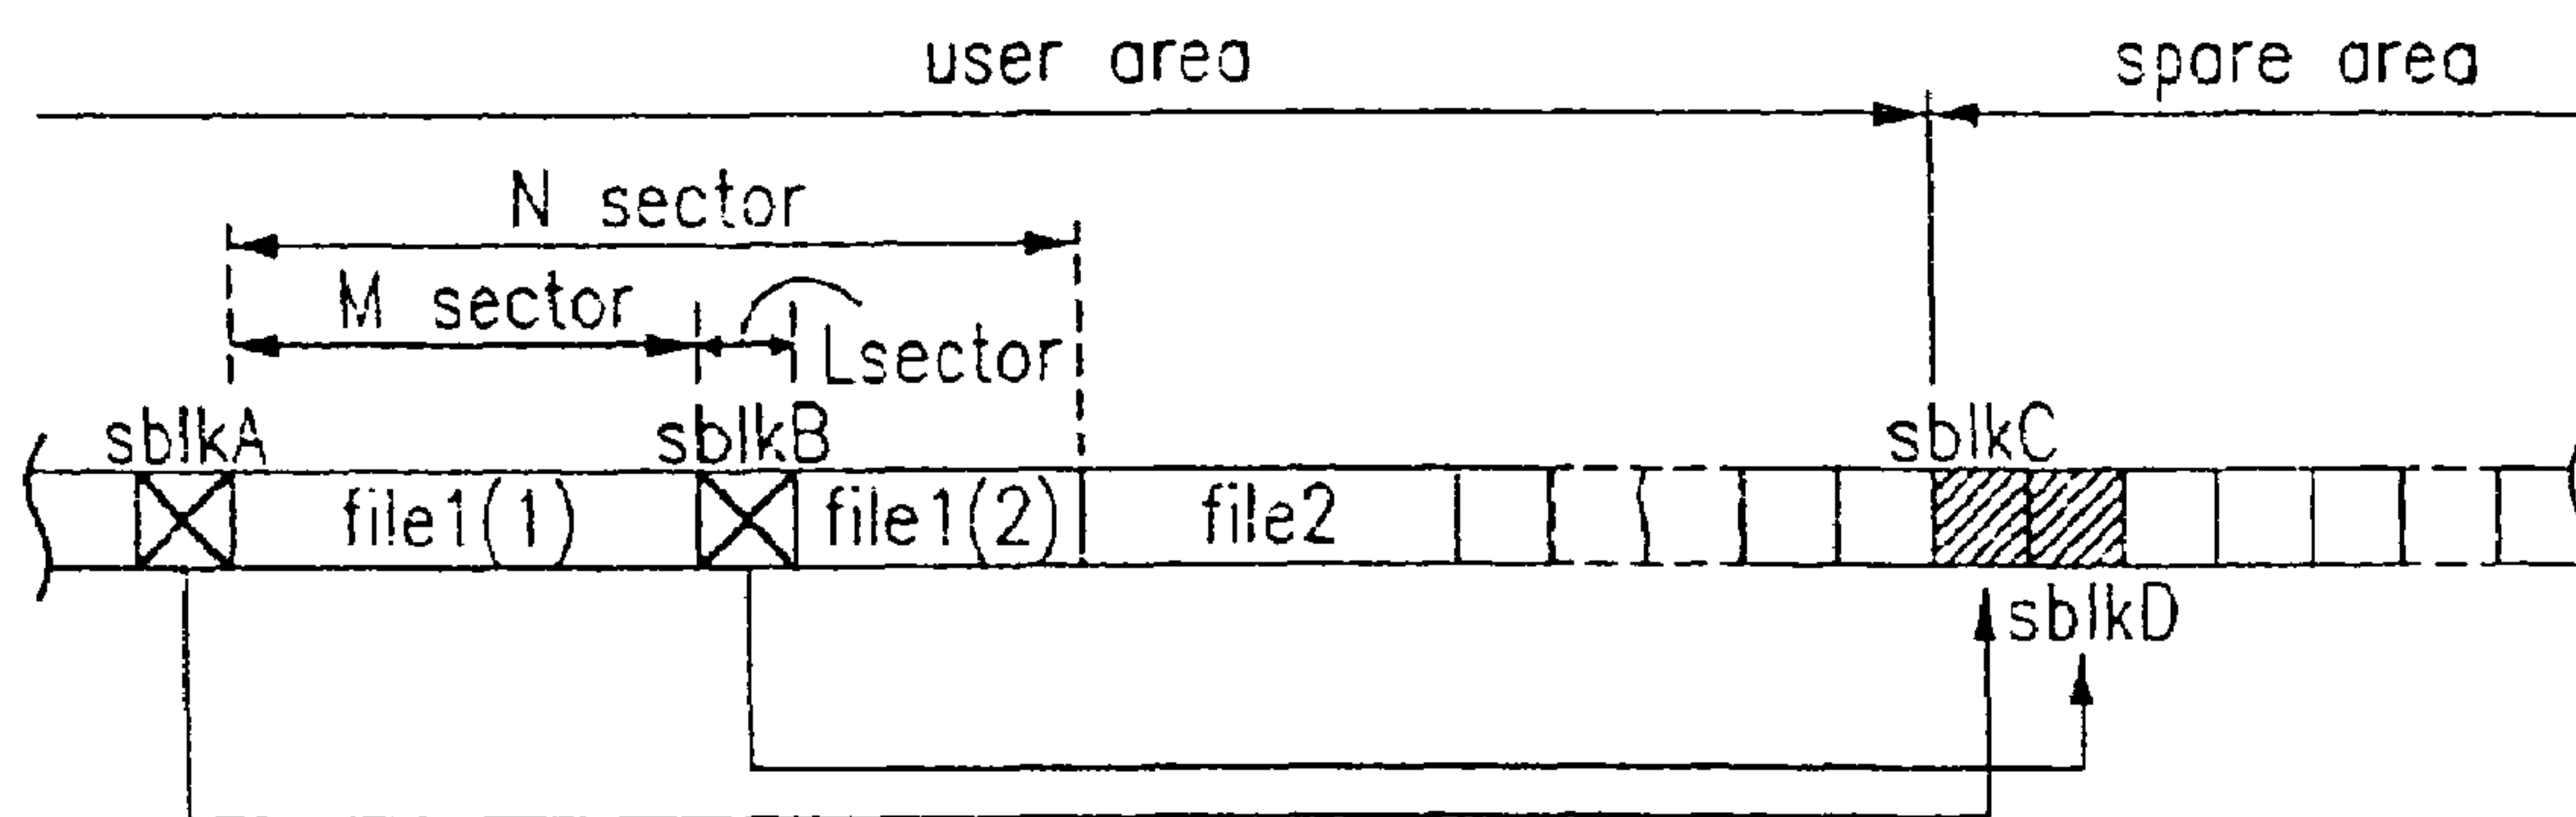 user area
spare area
N sector
M sector
Lsector
sblkA
sblkB
sblkC
file1(1)
file1(2)
file2
sblkD